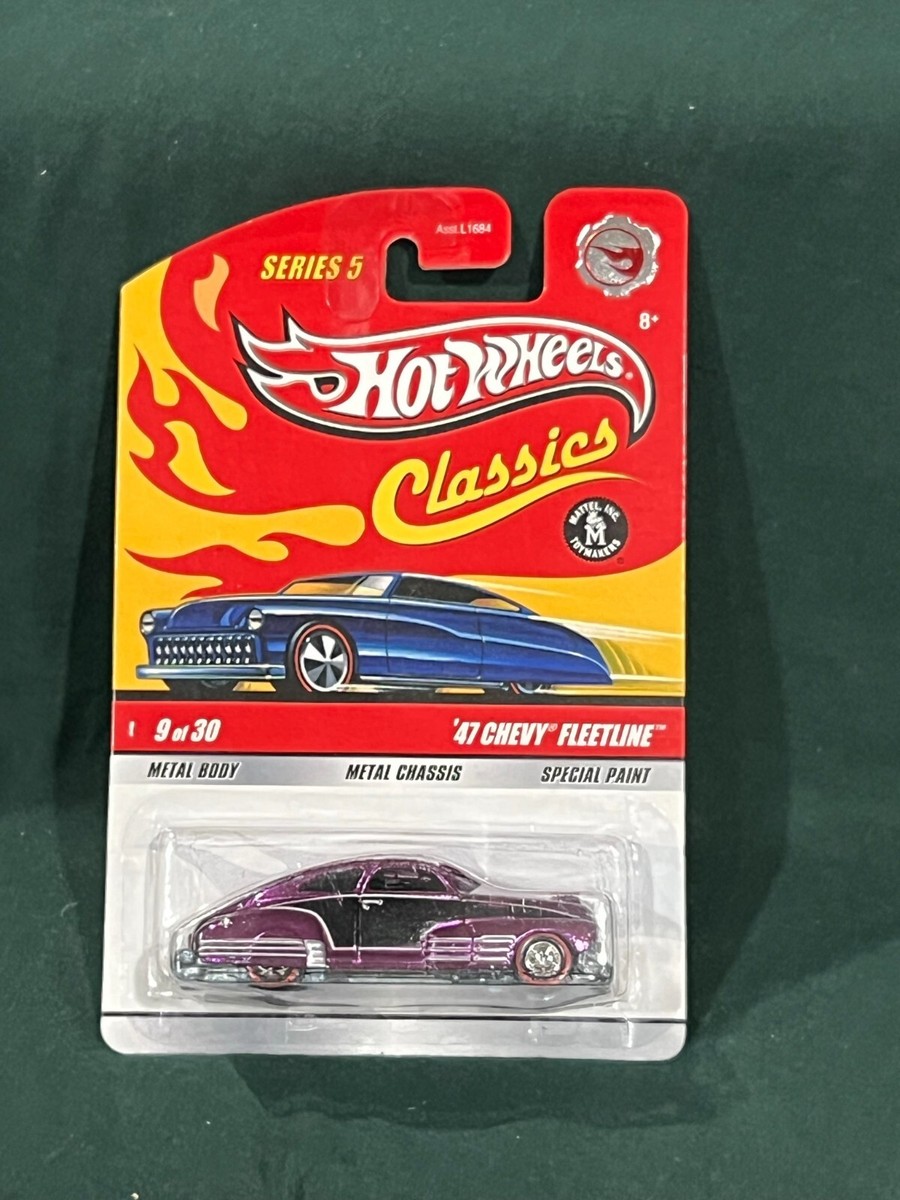 Asst.L1684
SERIES 5
8+
HOT WHEELS®
Classics
MATTEL, INC.
M
TOYMAKERS
9 of 30
'47 CHEVY® FLEETLINE™
METAL BODY METAL CHASSIS SPECIAL PAINT